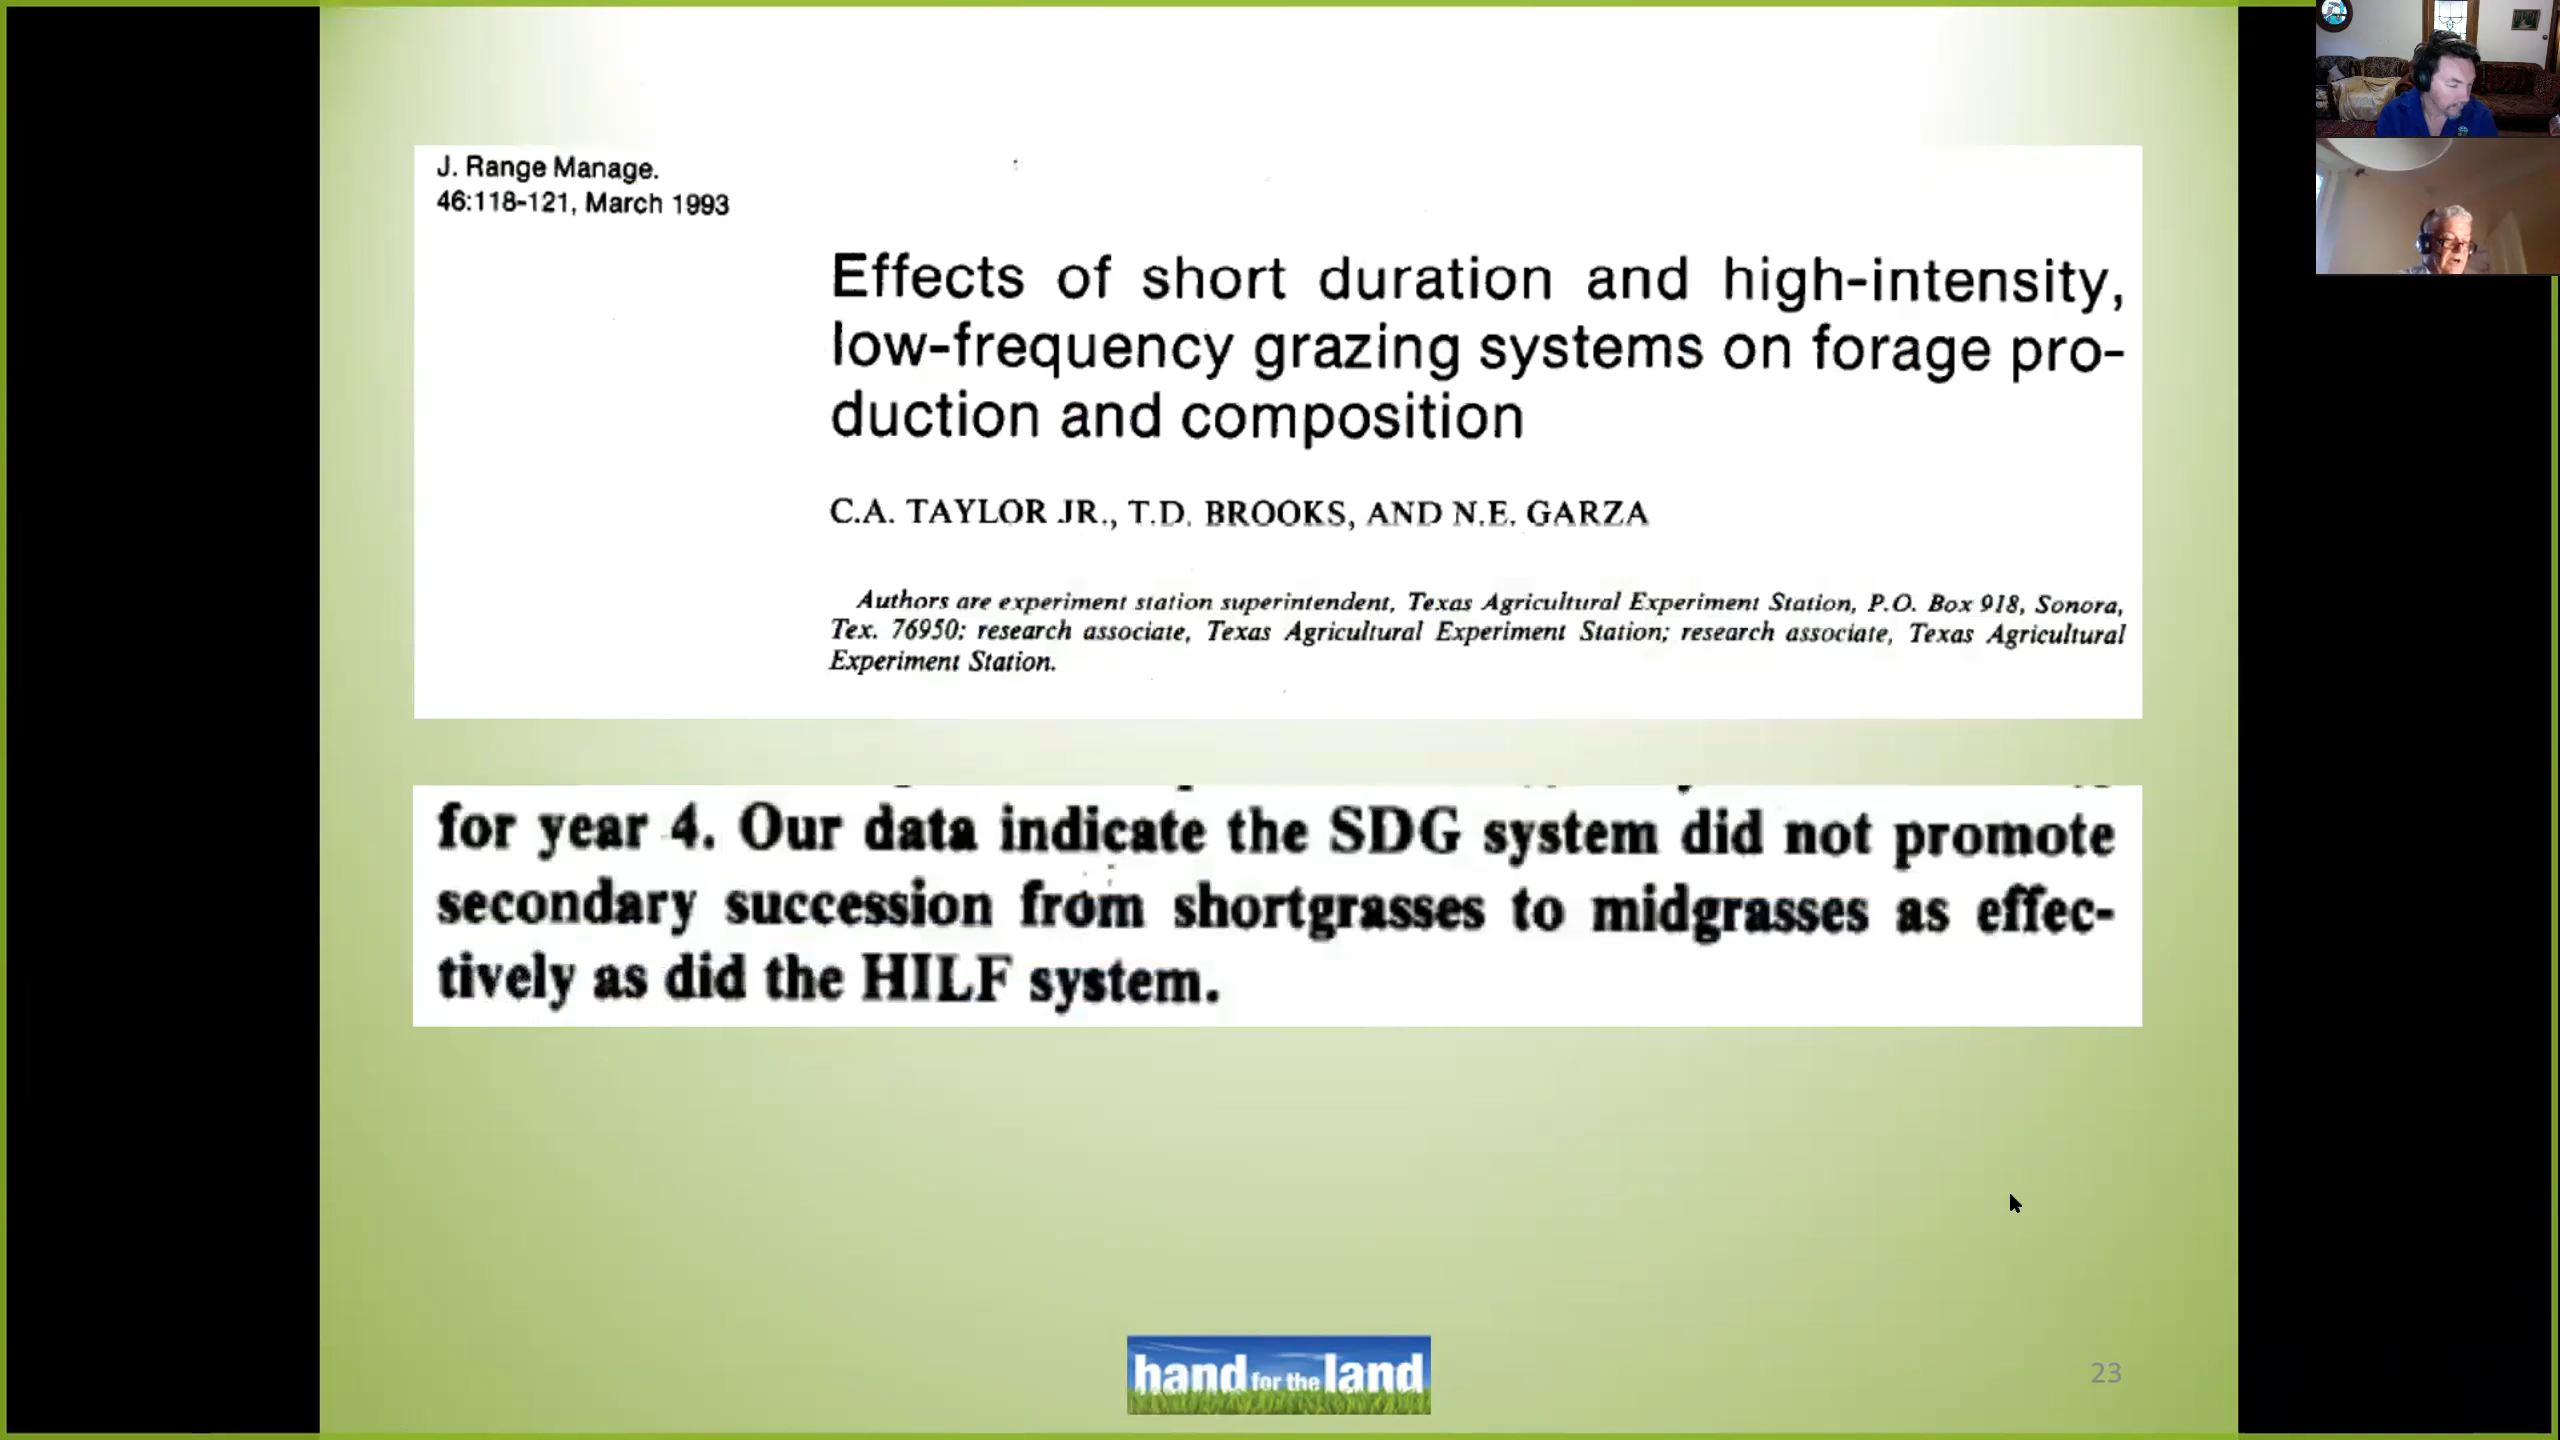 J. Range Manage.
46:118-121, March 1993
Effects of short duration and high-intensity,
low-frequency grazing systems on forage pro-
duction and composition
C.A. TAYLOR JR., T.D. BROOKS, AND N.E. GARZA
Authors are experiment station superintendent, Texas Agricultural Experiment Station, P.O. Box 918, Sonora,
Tex. 76950; research associate, Texas Agricultural Experiment Station; research associate, Texas Agricultural
Experiment Station.
for year 4. Our data indicate the SDG system did not promote
secondary succession from shortgrasses to midgrasses as effec-
tively as did the HILF system.
hand for the land
23